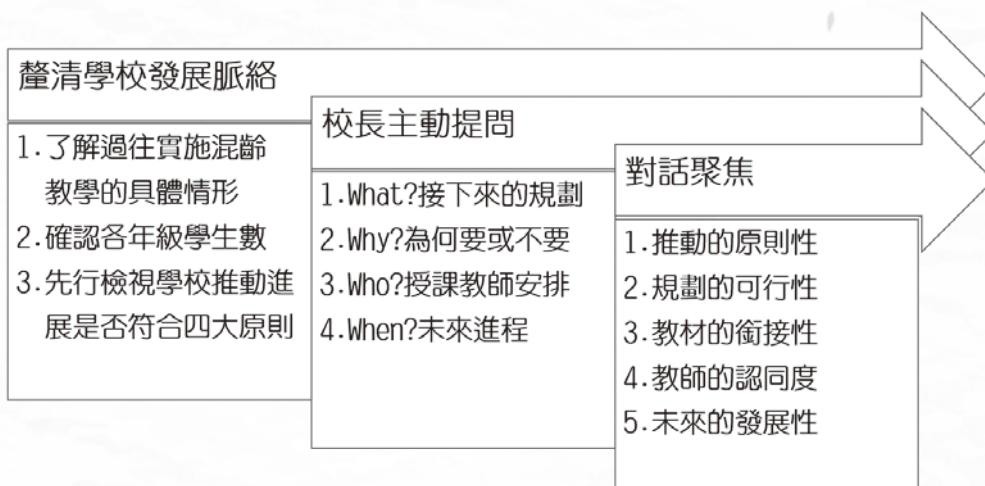 釐清學校發展脈絡
1.了解過往實施混齡
教學的具體情形
2.確認各年級學生數
3.先行檢視學校推動進
展是否符合四大原則
校長主動提問
1.What?接下來的規劃
2.Why?為何要或不要
3.Who?授課教師安排
4.When?未來進程
對話聚焦
1.推動的原則性
2.規劃的可行性
3.教材的銜接性
4.教師的認同度
5.未來的發展性